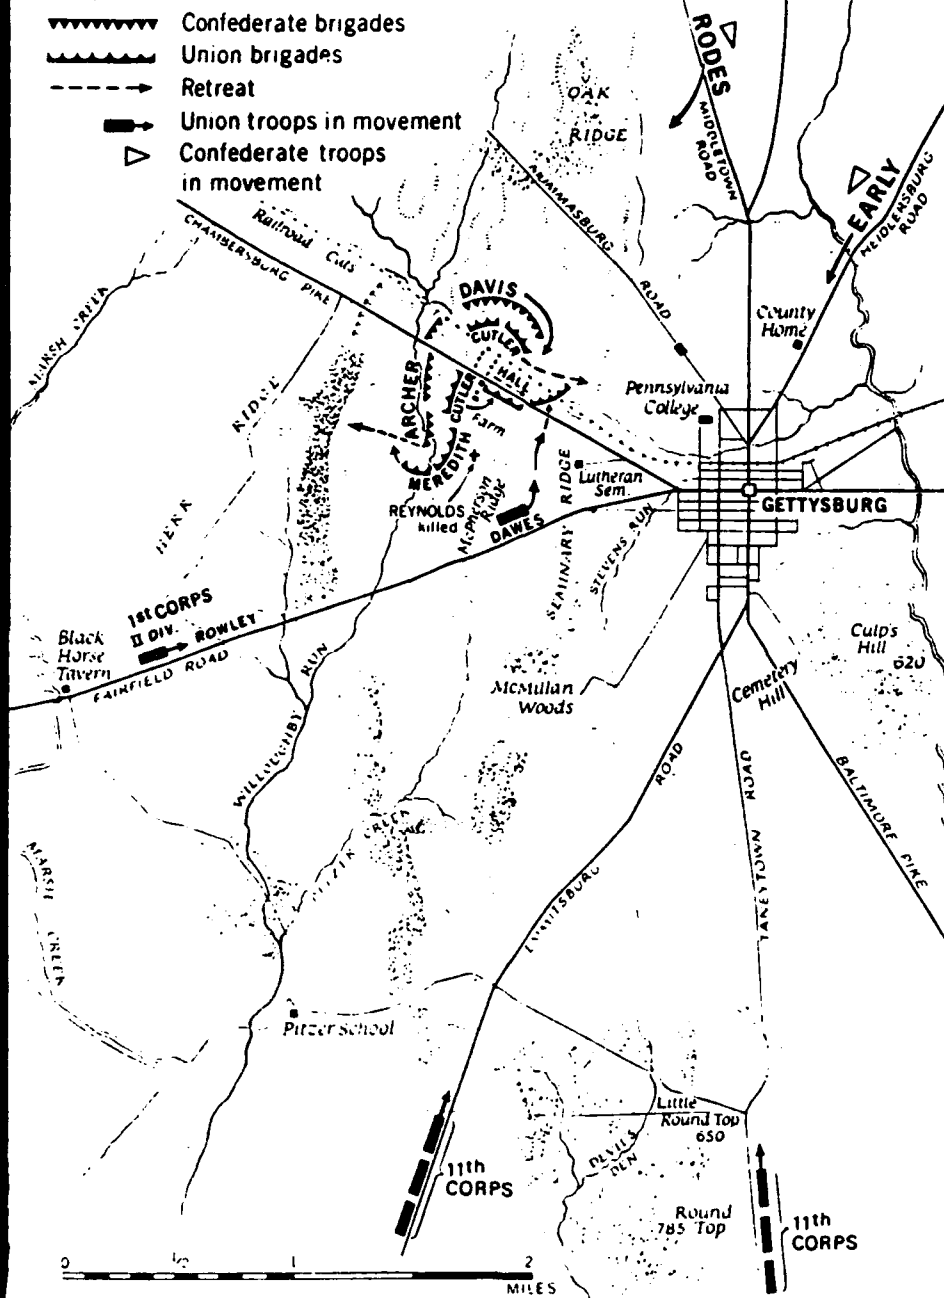 Confederate brigades
Union brigades
Retreat
Union troops in movement
Confederate troops
in movement
RODES
MIDDLETOWN
ROAD
OAK
RIDGE
EARLY
HEIDLERSBURG
ROAD
MUMMASBURG
ROAD
Railroad Cuts
CHAMBERSBURG PIKE
MARSH CREEK
DAVIS
CUTLER
HALL
ARCHER
CUTLER
Farm
MEREDITH
REYNOLDS
killed
McPherson
Ridge
DAWES
County
Home
Pennsylvania
College
Lutheran
Sem.
SEMINARY RIDGE
STEVENS RUN
GETTYSBURG
HERR RIDGE
1st CORPS
II DIV.
ROWLEY
Black
Horse
Tavern
FAIRFIELD ROAD
WILLOUGHBY RUN
McMillan
Woods
Culp's
Hill
620
Cemetery
Hill
EMMITSBURG ROAD
TANEYTOWN ROAD
BALTIMORE PIKE
PITZER CREEK
MARSH CREEK
Pitzer School
Little
Round Top
650
DEVILS
DEN
11th
CORPS
Round
785 Top
11th
CORPS
0 1/2 1 2
MILES